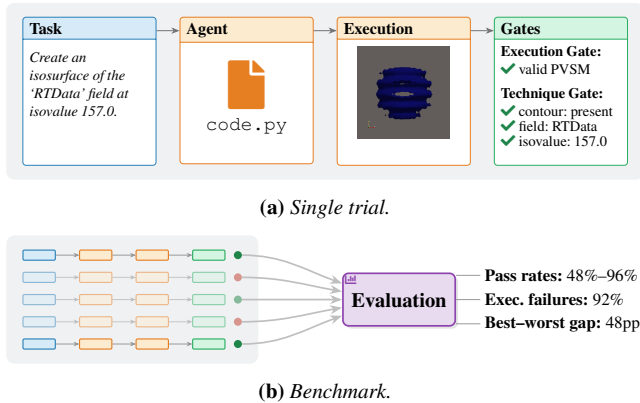 Task
Create an
isosurface of the
'RTData' field at
isovalue 157.0.
Agent
code.py
Execution
Gates
Execution Gate:
valid PVSM
Technique Gate:
contour: present
field: RTData
isovalue: 157.0
(a) Single trial.
Evaluation
Pass rates: 48%–96%
Exec. failures: 92%
Best–worst gap: 48pp
(b) Benchmark.